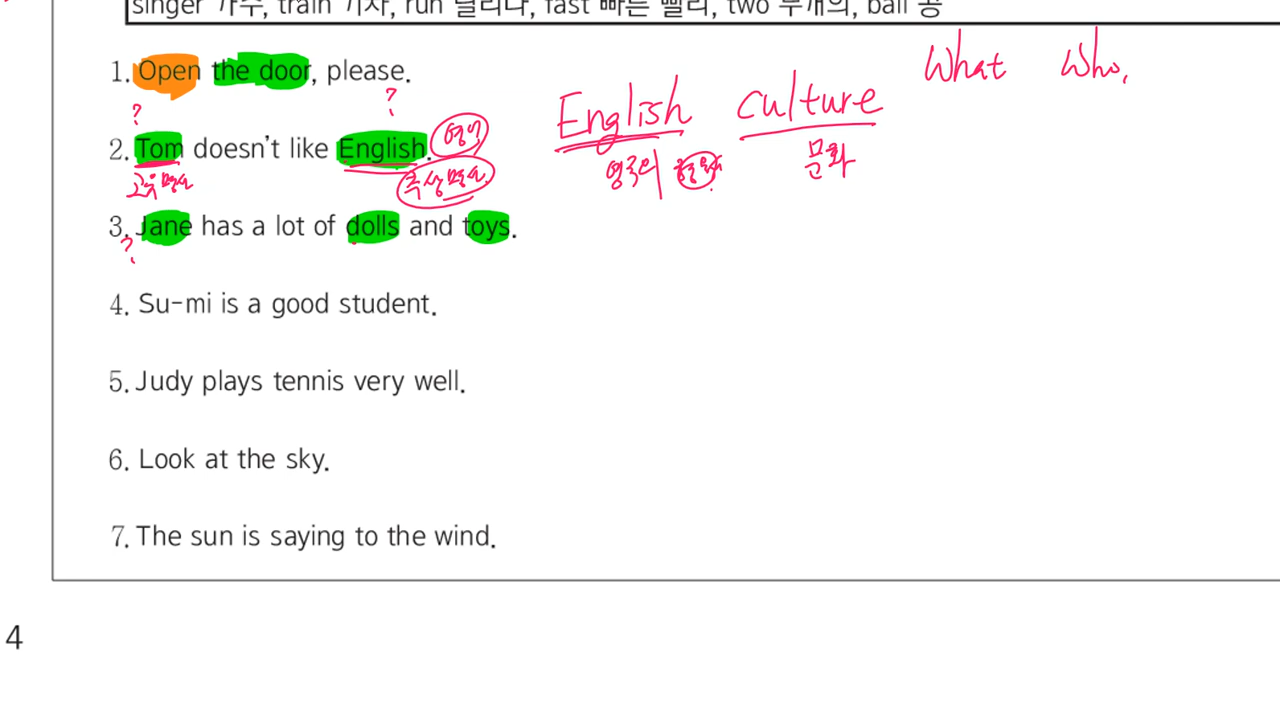 singer 가수, train 기차, run 달리다, fast 빠른 빨리, two 두개의, ball 공
What Who,
1. Open the door, please.
?
?
English culture
2. Tom doesn't like English. 영어
영국의 문화
고유명사 추상명사
3. Jane has a lot of dolls and toys.
?
4. Su-mi is a good student.
5. Judy plays tennis very well.
6. Look at the sky.
7. The sun is saying to the wind.
4